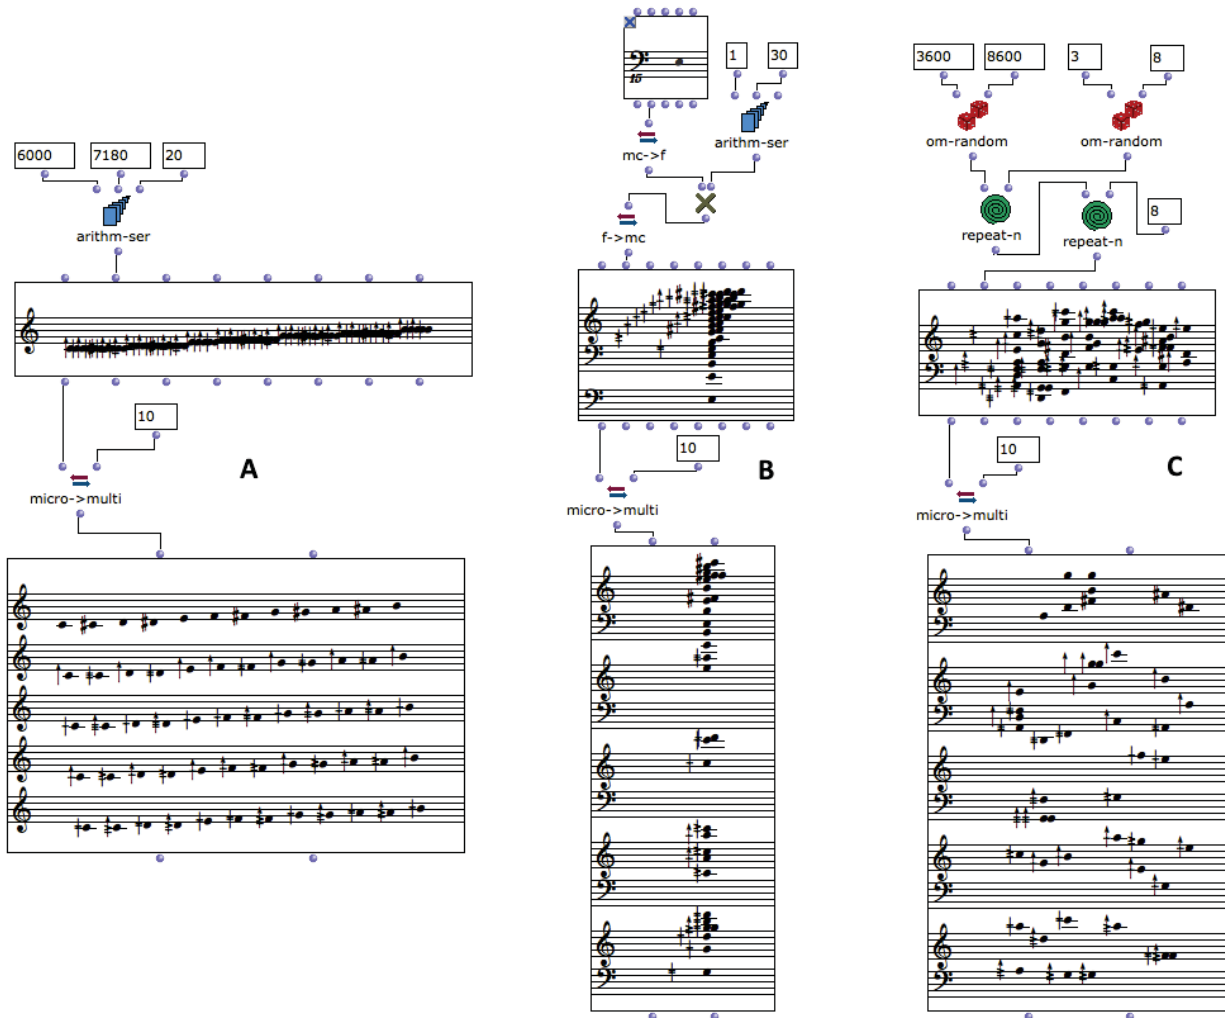 6000 7180 20
arithm-ser
10
A
micro->multi
15
1 30
mc->f
arithm-ser
f->mc
10
B
micro->multi
3600 8600 3 8
om-random om-random
8
repeat-n repeat-n
10
C
micro->multi